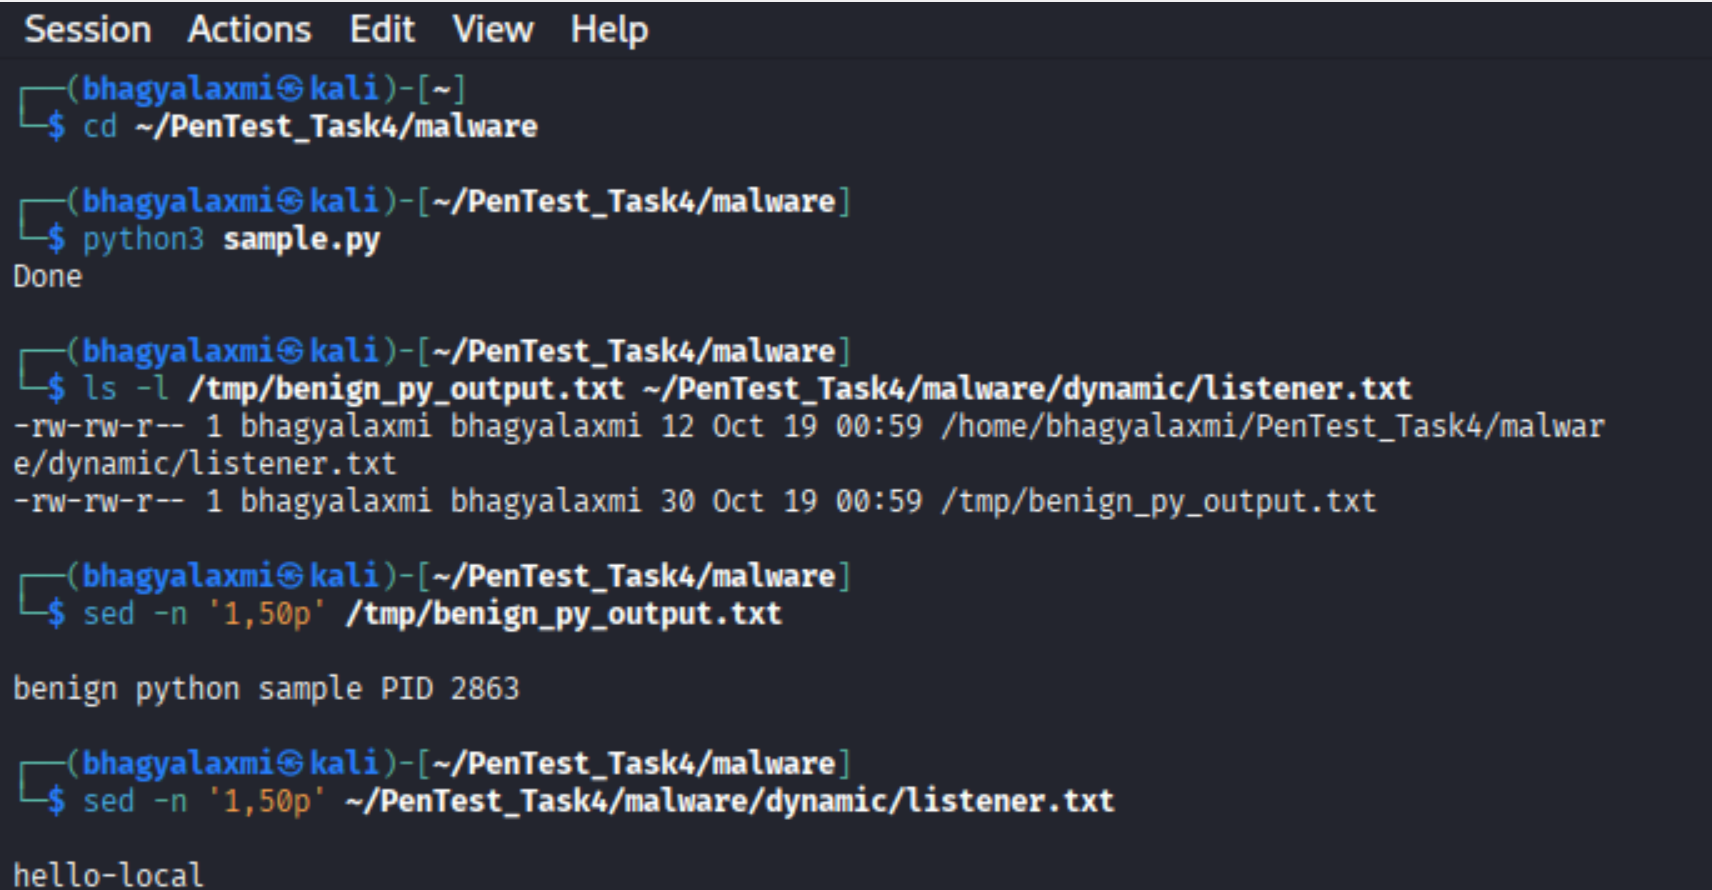 Session Actions Edit View Help
┌──(bhagyalaxmi㉿kali)-[~]
└─$ cd ~/PenTest_Task4/malware
┌──(bhagyalaxmi㉿kali)-[~/PenTest_Task4/malware]
└─$ python3 sample.py
Done
┌──(bhagyalaxmi㉿kali)-[~/PenTest_Task4/malware]
└─$ ls -l /tmp/benign_py_output.txt ~/PenTest_Task4/malware/dynamic/listener.txt
-rw-rw-r-- 1 bhagyalaxmi bhagyalaxmi 12 Oct 19 00:59 /home/bhagyalaxmi/PenTest_Task4/malwar
e/dynamic/listener.txt
-rw-rw-r-- 1 bhagyalaxmi bhagyalaxmi 30 Oct 19 00:59 /tmp/benign_py_output.txt
┌──(bhagyalaxmi㉿kali)-[~/PenTest_Task4/malware]
└─$ sed -n '1,50p' /tmp/benign_py_output.txt
benign python sample PID 2863
┌──(bhagyalaxmi㉿kali)-[~/PenTest_Task4/malware]
└─$ sed -n '1,50p' ~/PenTest_Task4/malware/dynamic/listener.txt
hello-local